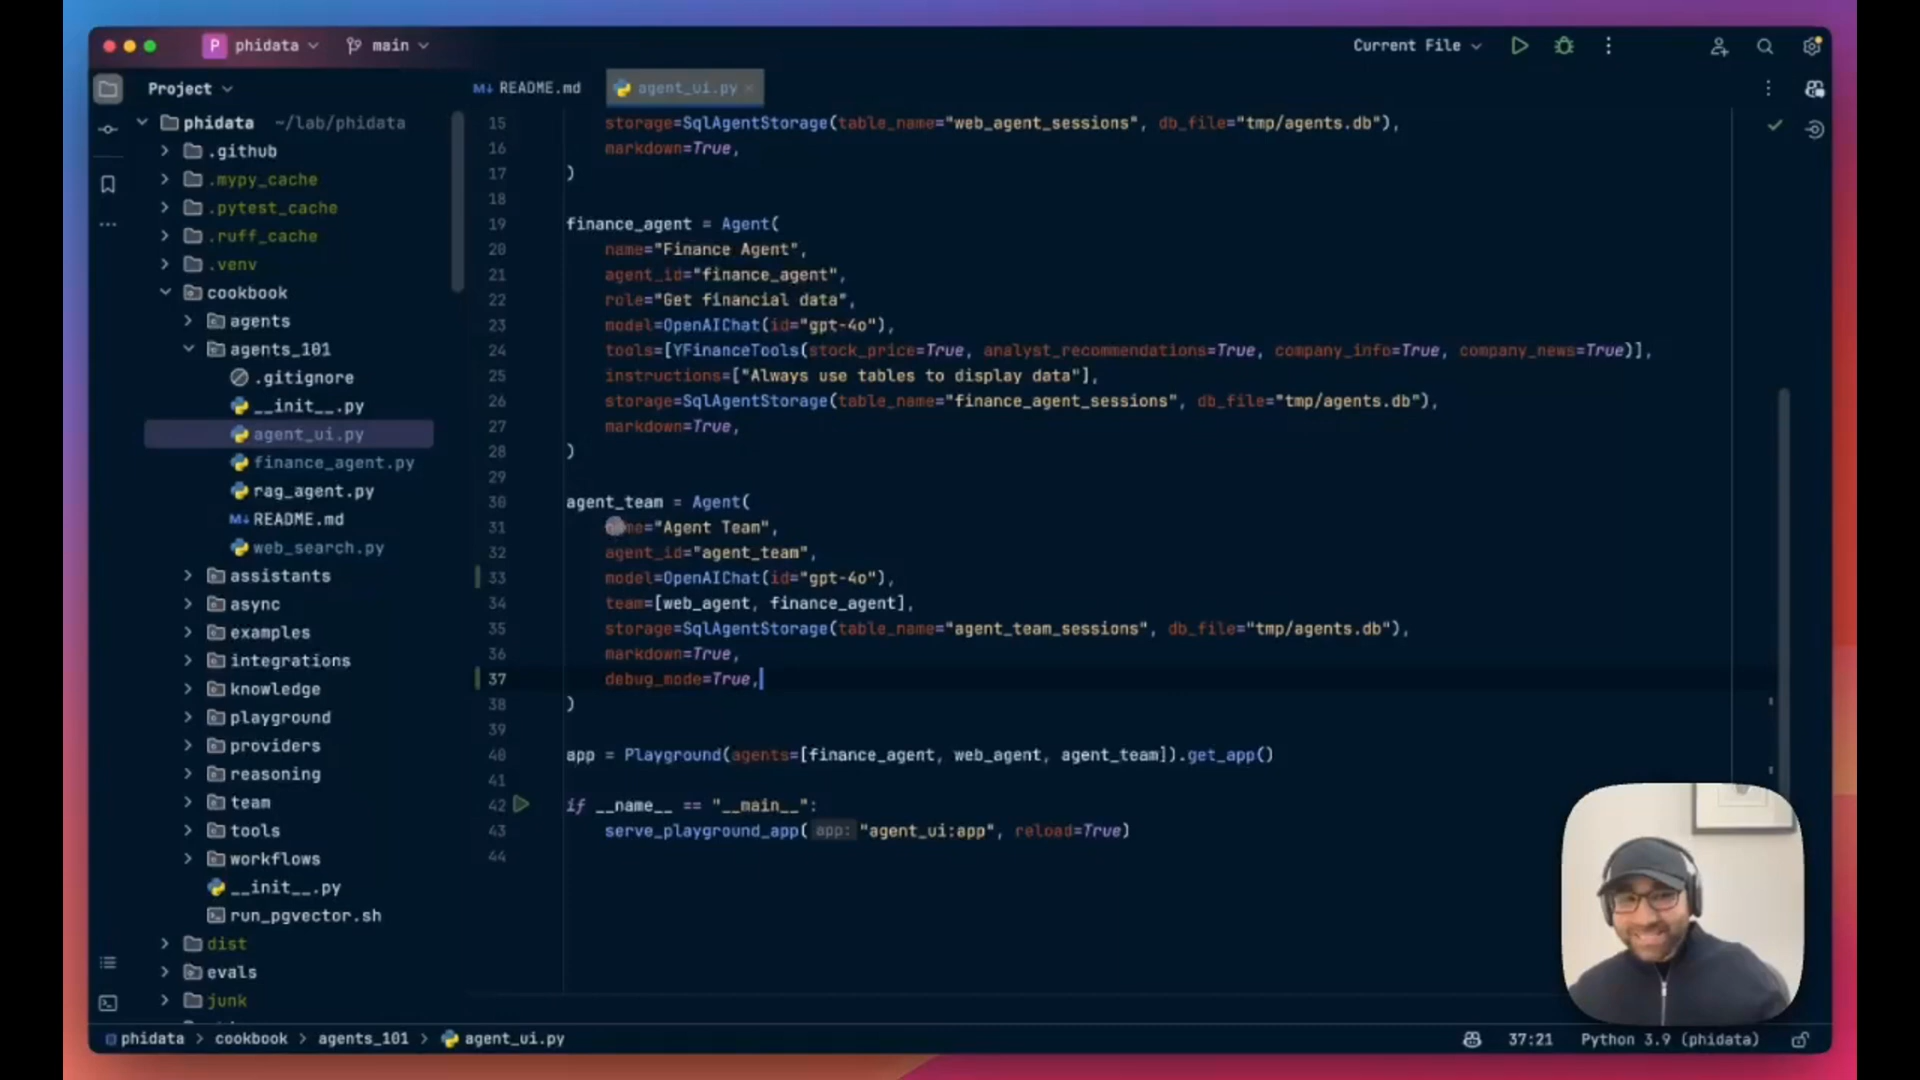 P phidata main Current File
Project
README.md
agent_ui.py
phidata ~/lab/phidata
.github
.mypy_cache
.pytest_cache
.ruff_cache
.venv
cookbook
agents
agents_101
.gitignore
__init__.py
agent_ui.py
finance_agent.py
rag_agent.py
README.md
web_search.py
assistants
async
examples
integrations
knowledge
playground
providers
reasoning
team
tools
workflows
__init__.py
run_pgvector.sh
dist
evals
junk
15 storage=SqlAgentStorage(table_name="web_agent_sessions", db_file="tmp/agents.db"),
16 markdown=True,
17 )
18
19 finance_agent = Agent(
20 name="Finance Agent",
21 agent_id="finance_agent",
22 role="Get financial data",
23 model=OpenAIChat(id="gpt-4o"),
24 tools=[YFinanceTools(stock_price=True, analyst_recommendations=True, company_info=True, company_news=True)],
25 instructions=["Always use tables to display data"],
26 storage=SqlAgentStorage(table_name="finance_agent_sessions", db_file="tmp/agents.db"),
27 markdown=True,
28 )
29
30 agent_team = Agent(
31 name="Agent Team",
32 agent_id="agent_team",
33 model=OpenAIChat(id="gpt-4o"),
34 team=[web_agent, finance_agent],
35 storage=SqlAgentStorage(table_name="agent_team_sessions", db_file="tmp/agents.db"),
36 markdown=True,
37 debug_mode=True,
38 )
39
40 app = Playground(agents=[finance_agent, web_agent, agent_team]).get_app()
41
42 if __name__ == "__main__":
43 serve_playground_app( app: "agent_ui:app", reload=True)
44
phidata > cookbook > agents_101 > agent_ui.py 37:21 Python 3.9 (phidata)